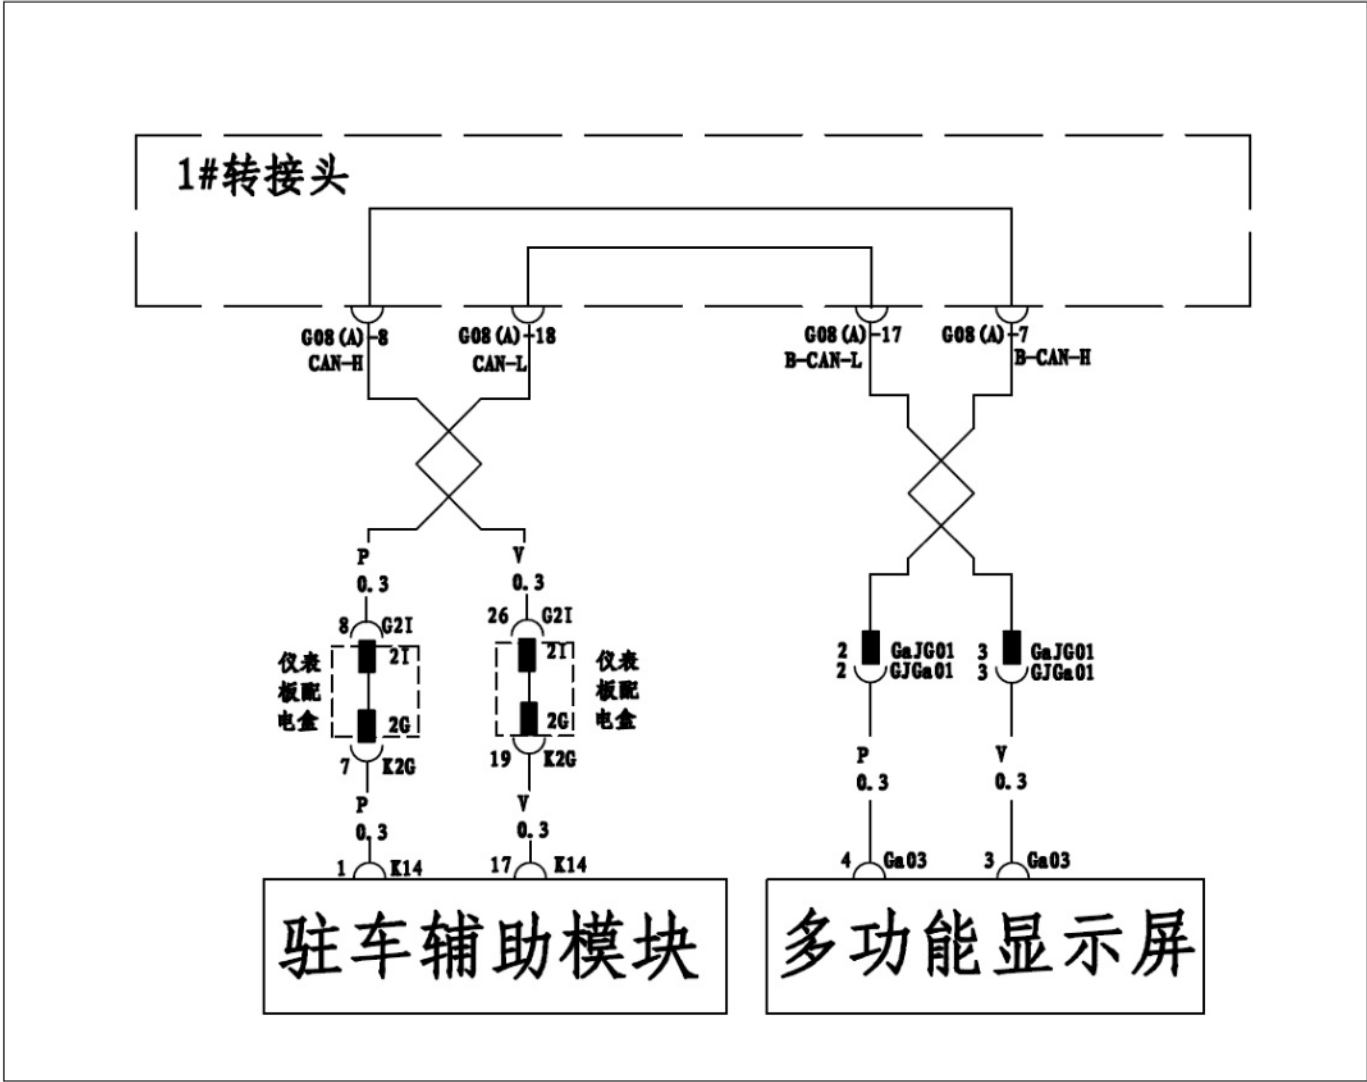 1#转接头
G08(A)-8
CAN-H
G08(A)-18
CAN-L
G08(A)-17
B-CAN-L
G08(A)-7
B-CAN-H
P
0.3
V
0.3
8 G2I
26 G2I
仪表
板配
电盒
2I
2G
2I
2G
仪表
板配
电盒
7 K2G
19 K2G
P
0.3
V
0.3
1 K14
17 K14
2 GaJG01
2 GJGa01
3 GaJG01
3 GJGa01
P
0.3
V
0.3
4 Ga03
3 Ga03
驻车辅助模块
多功能显示屏